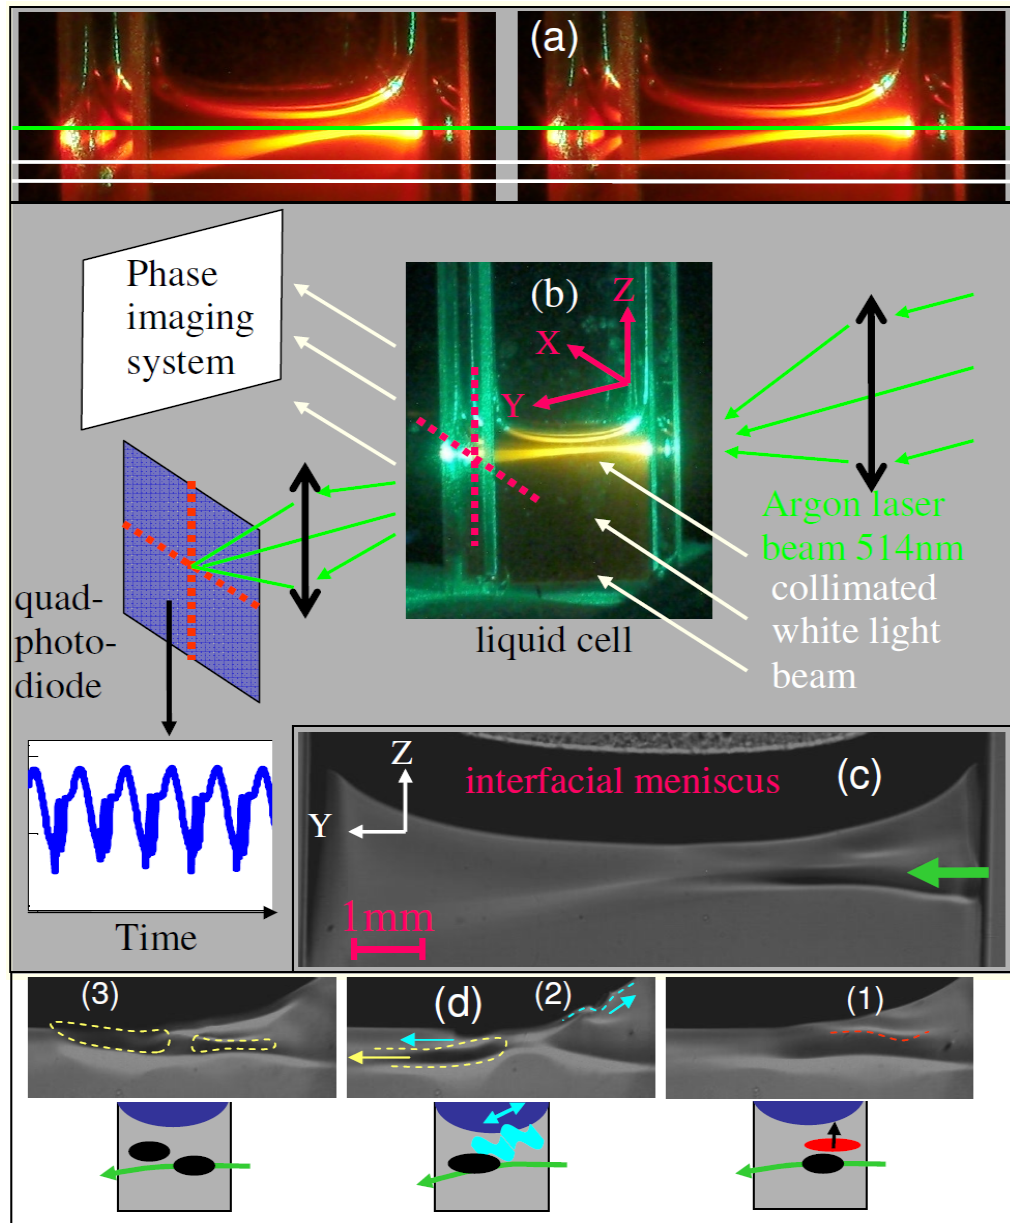 (a)
Phase
imaging
system
(b)
Z
X
Y
Argon laser
beam 514nm
collimated
white light
beam
quad-
photo-
diode
liquid cell
Time
Z
Y
interfacial meniscus
(c)
1mm
(3)
(d)
(2)
(1)